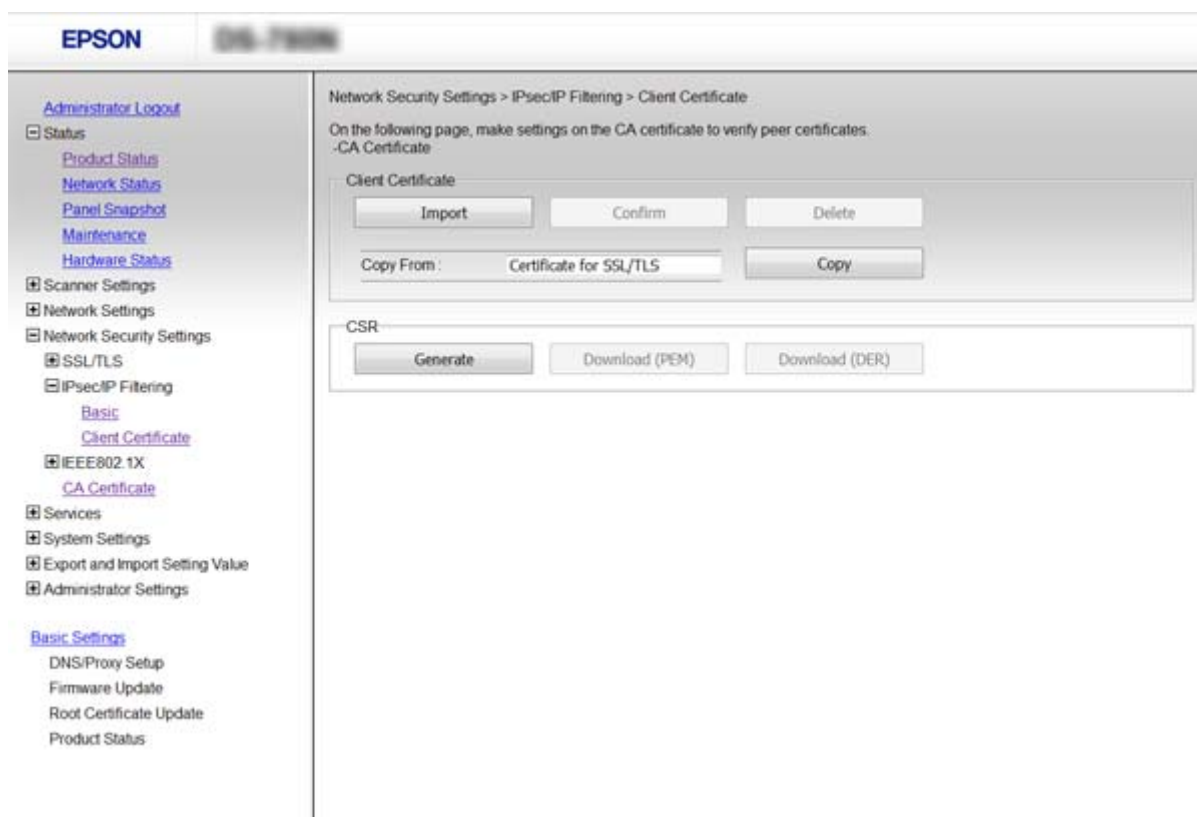 EPSON
Administrator Logout
Status
Product Status
Network Status
Panel Snapshot
Maintenance
Hardware Status
Scanner Settings
Network Settings
Network Security Settings
SSL/TLS
IPsec/IP Filtering
Basic
Client Certificate
IEEE802.1X
CA Certificate
Services
System Settings
Export and Import Setting Value
Administrator Settings
Basic Settings
DNS/Proxy Setup
Firmware Update
Root Certificate Update
Product Status
Network Security Settings > IPsec/IP Filtering > Client Certificate
On the following page, make settings on the CA certificate to verify peer certificates.
-CA Certificate
Client Certificate
Import Confirm Delete
Copy From : Certificate for SSL/TLS Copy
CSR
Generate Download (PEM) Download (DER)